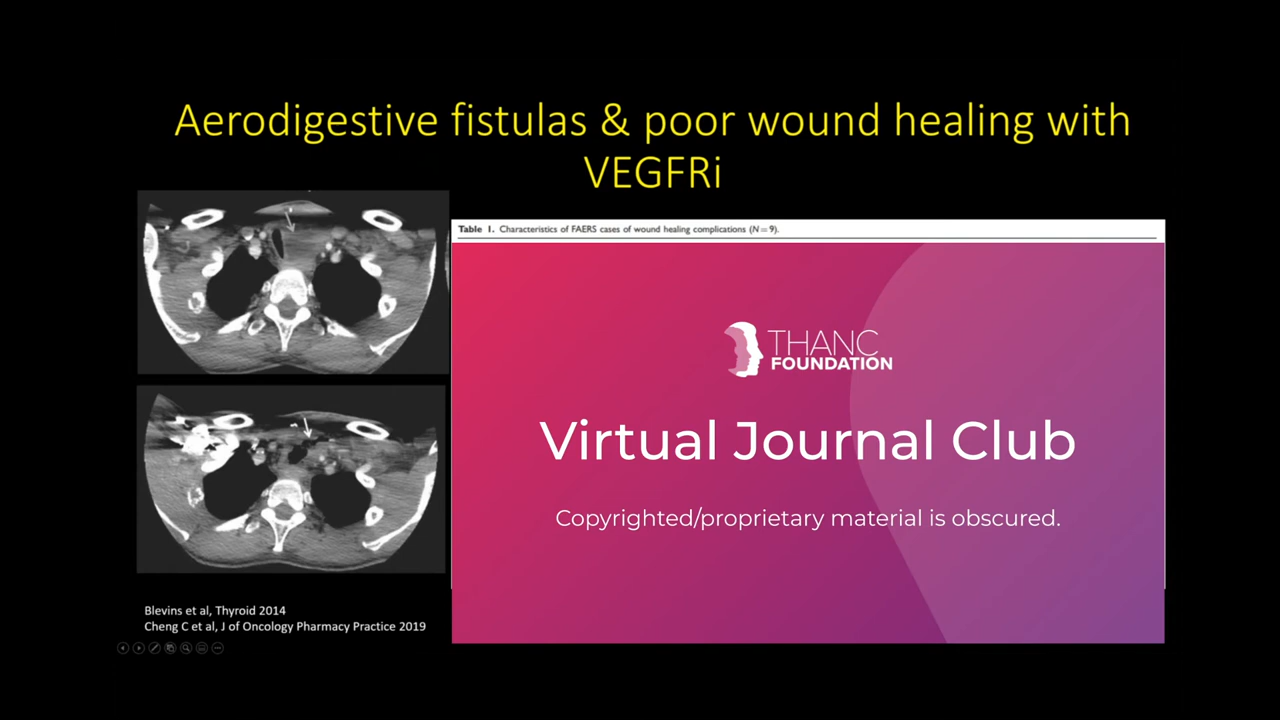 Aerodigestive fistulas & poor wound healing with
VEGFRi
Table 1. Characteristics of FAERS cases of wound healing complications (N = 9).
THANC
FOUNDATION
Virtual Journal Club
Copyrighted/proprietary material is obscured.
Blevins et al, Thyroid 2014
Cheng C et al, J of Oncology Pharmacy Practice 2019